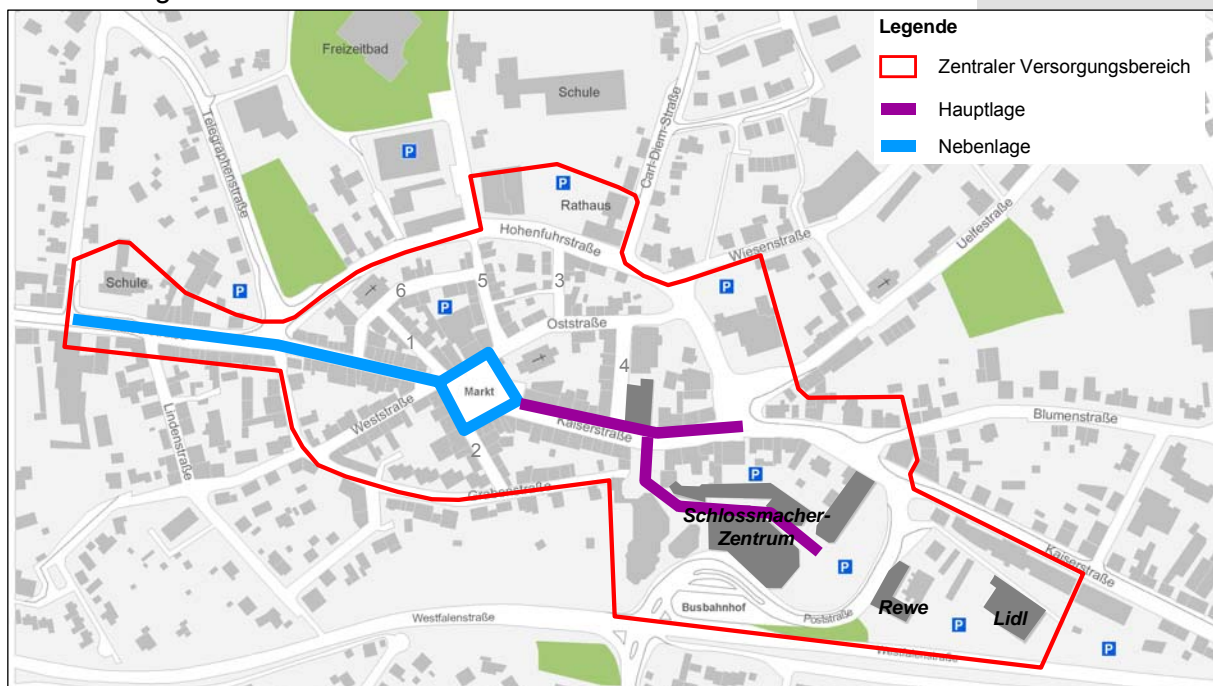 Legende
Zentraler Versorgungsbereich
Hauptlage
Nebenlage
Freizeitbad
Schule
Telegraphenstraße
Carl-Diem-Straße
P
P
Rathaus
Hohenfuhrstraße
Wiesenstraße
Uelfestraße
Schule
P
6
P
5
3
P
Oststraße
1
4
Markt
Kaiserstraße
Blumenstraße
Lindenstraße
Weststraße
2
Grabenstraße
P
Schlossmacher-
Zentrum
P
Kaiserstraße
Busbahnhof
Poststraße
Rewe
Lidl
P
Westfalenstraße
Westfalenstraße
P